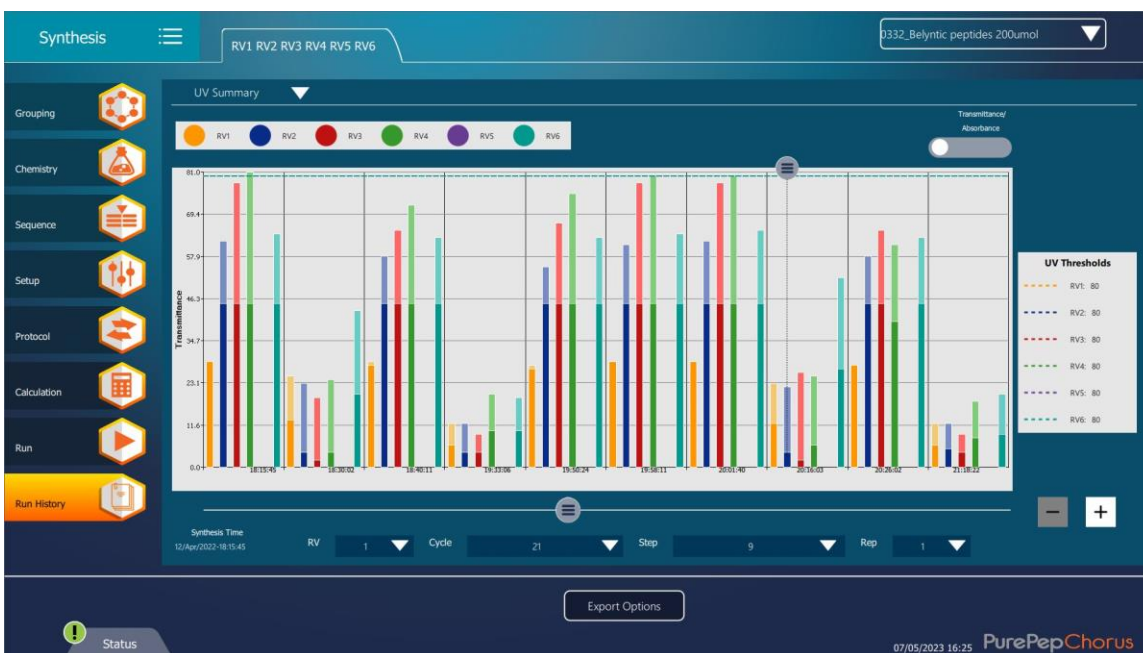 Synthesis
RV1 RV2 RV3 RV4 RV5 RV6
0332_Belyntic peptides 200umol
UV Summary
Grouping
Chemistry
Sequence
Setup
Protocol
Calculation
Run
Run History
RV1 RV2 RV3 RV4 RV5 RV6
Transmittance/
Absorbance
Transmittance
81.0
69.4
57.9
46.3
34.7
23.1
11.6
0.0
18:15:45 18:30:02 18:40:11 19:33:06 19:50:24 19:58:11 20:01:40 20:16:03 20:26:02 21:18:22
UV Thresholds
RV1: 80
RV2: 80
RV3: 80
RV4: 80
RV5: 80
RV6: 80
− +
Synthesis Time
12/Apr/2022-18:15:45
RV 1 Cycle 21 Step 9 Rep 1
Export Options
! Status
07/05/2023 16:25 PurePepChorus